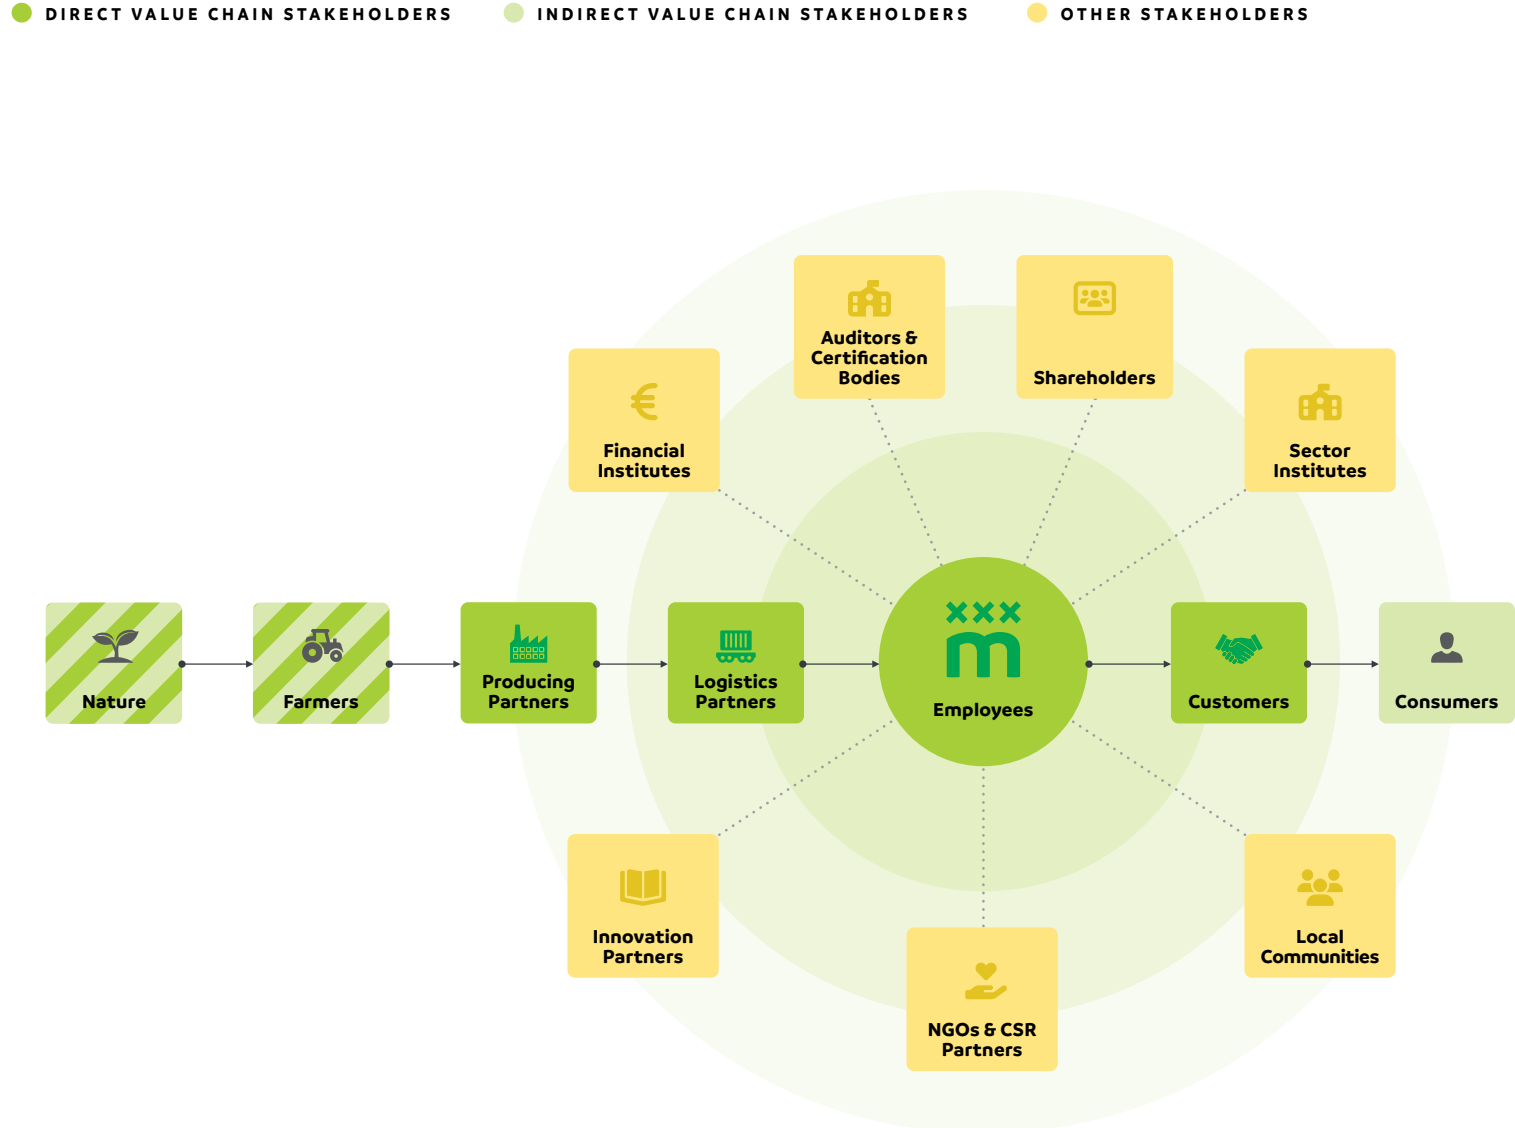 DIRECT VALUE CHAIN STAKEHOLDERS
INDIRECT VALUE CHAIN STAKEHOLDERS
OTHER STAKEHOLDERS
Auditors &
Certification
Bodies
Shareholders
Financial
Institutes
Sector
Institutes
Nature
Farmers
Producing
Partners
Logistics
Partners
xxx
m
Employees
Customers
Consumers
Innovation
Partners
Local
Communities
NGOs & CSR
Partners